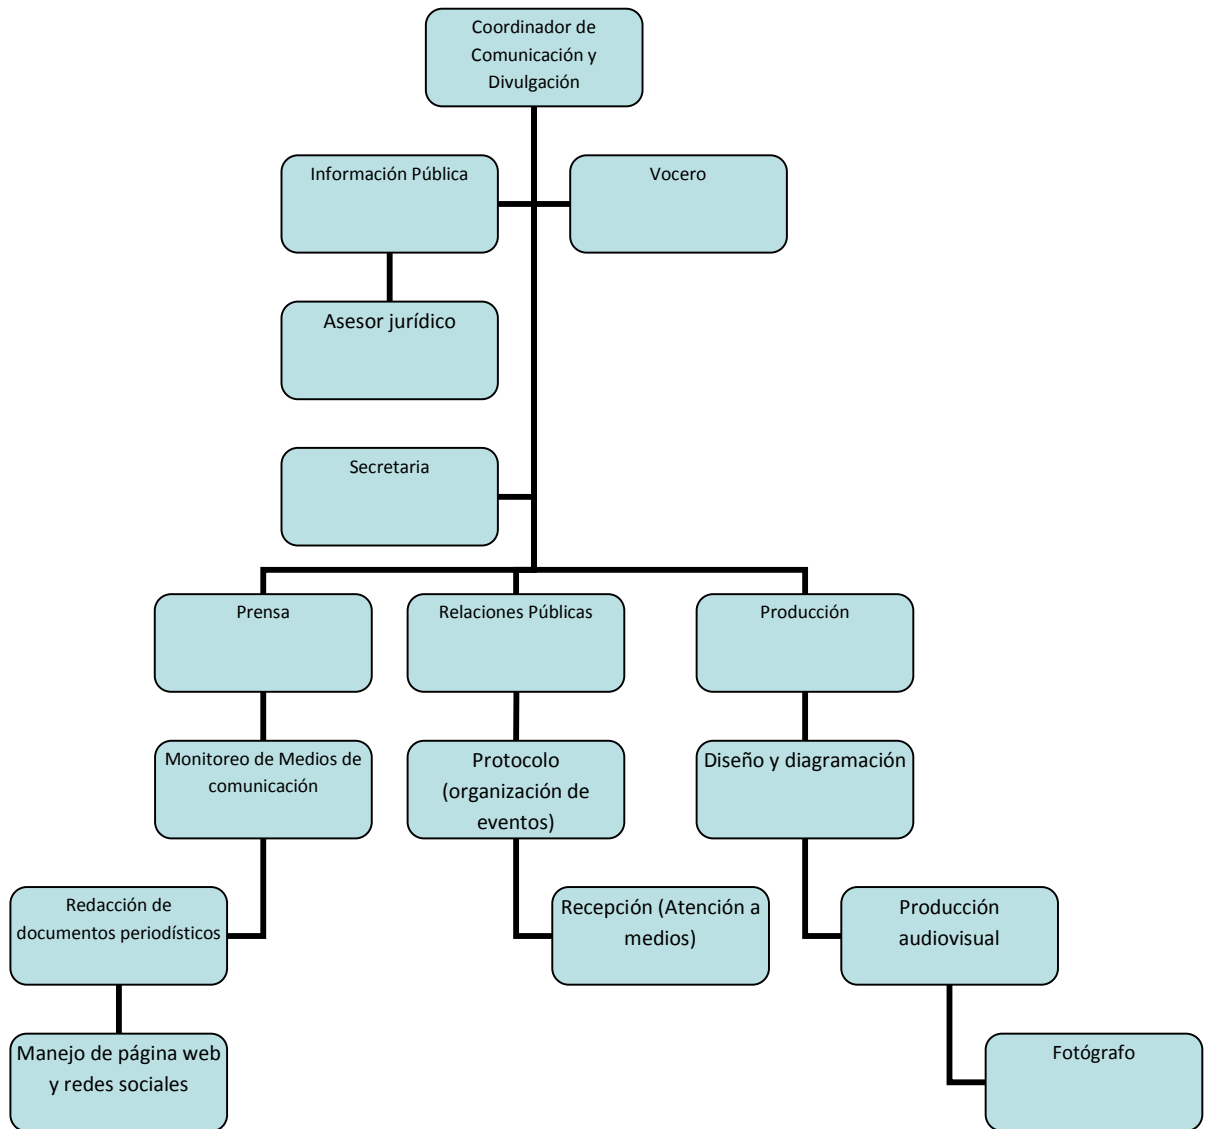 Coordinador de
Comunicación y
Divulgación
Información Pública
Vocero
Asesor jurídico
Secretaria
Prensa
Relaciones Públicas
Producción
Monitoreo de Medios de
comunicación
Protocolo
(organización de
eventos)
Diseño y diagramación
Redacción de
documentos periodísticos
Recepción (Atención a
medios)
Producción
audiovisual
Manejo de página web
y redes sociales
Fotógrafo